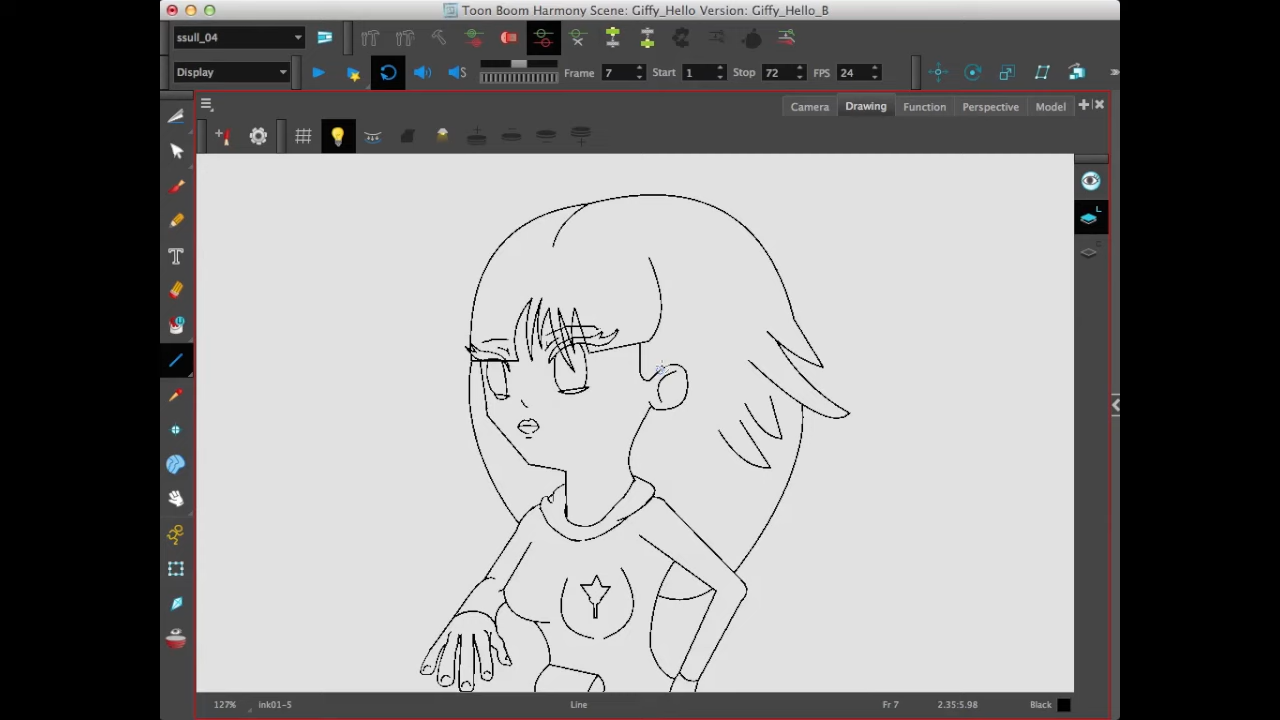 Toon Boom Harmony Scene: Giffy_Hello Version: Giffy_Hello_B
ssull_04
Display
S
Frame 7 Start 1 Stop 72 FPS 24
Camera Drawing Function Perspective Model
L
C
127% ink01-S Line Fr 7 2.35:5.98 Black